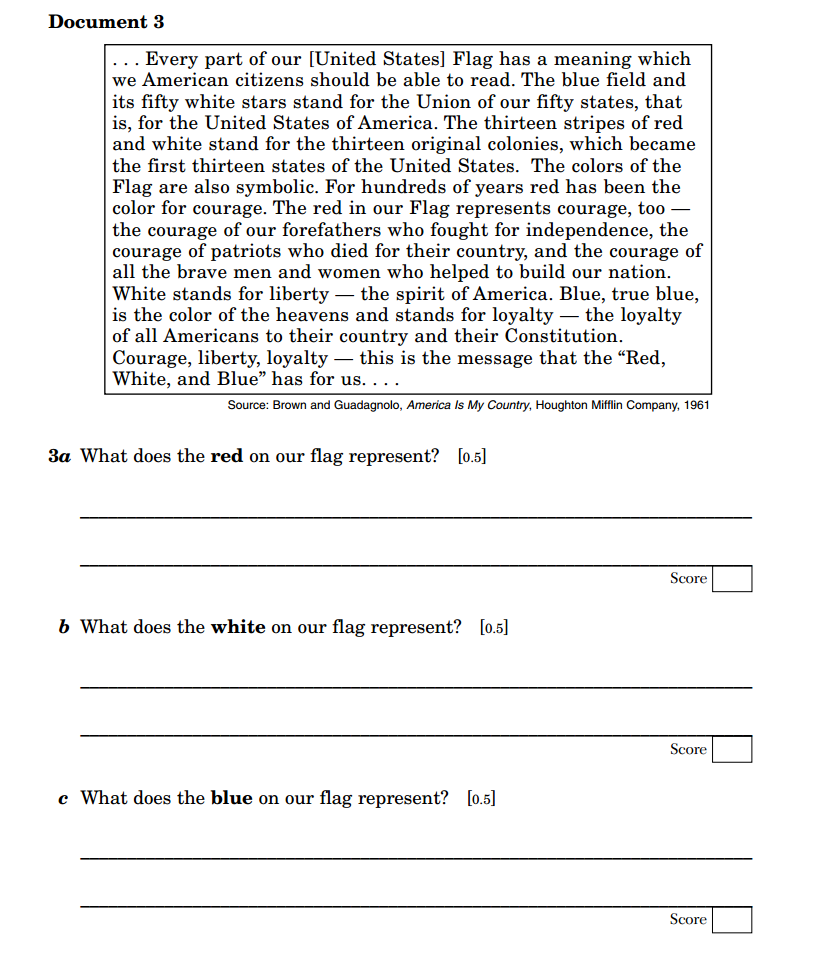 Document 3
. . . Every part of our [United States] Flag has a meaning which
we American citizens should be able to read. The blue field and
its fifty white stars stand for the Union of our fifty states, that
is, for the United States of America. The thirteen stripes of red
and white stand for the thirteen original colonies, which became
the first thirteen states of the United States. The colors of the
Flag are also symbolic. For hundreds of years red has been the
color for courage. The red in our Flag represents courage, too —
the courage of our forefathers who fought for independence, the
courage of patriots who died for their country, and the courage of
all the brave men and women who helped to build our nation.
White stands for liberty — the spirit of America. Blue, true blue,
is the color of the heavens and stands for loyalty — the loyalty
of all Americans to their country and their Constitution.
Courage, liberty, loyalty — this is the message that the “Red,
White, and Blue” has for us. . . .
Source: Brown and Guadagnolo, America Is My Country, Houghton Mifflin Company, 1961
3a What does the red on our flag represent? [0.5]
Score
b What does the white on our flag represent? [0.5]
Score
c What does the blue on our flag represent? [0.5]
Score